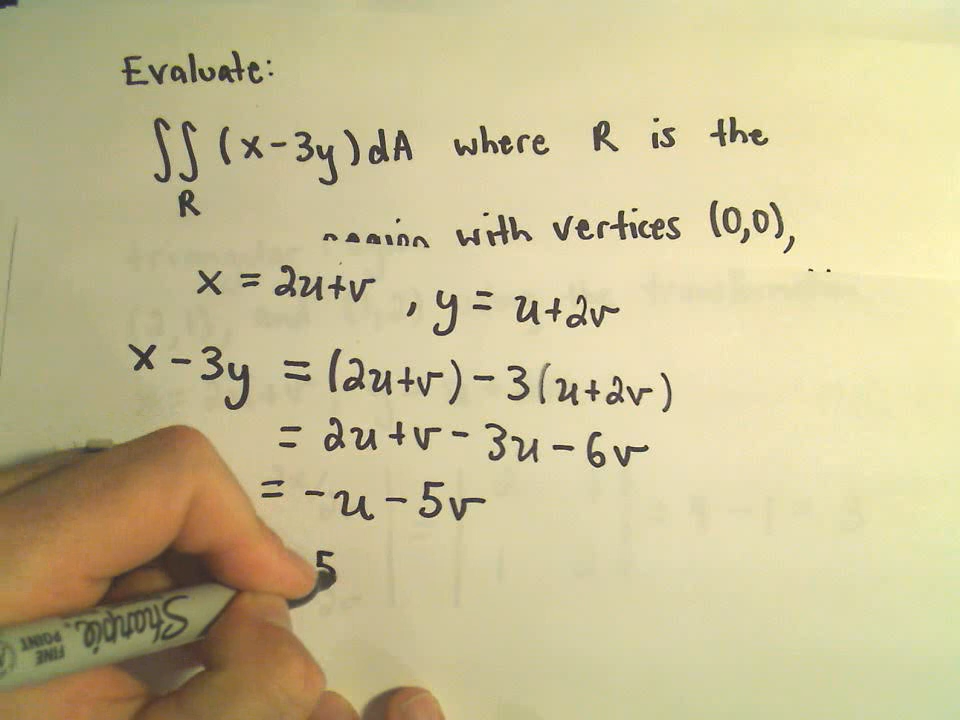 Evaluate:
∬ (x-3y) dA where R is the
R
region with vertices (0,0),
x = 2u+v , y = u+2v
x - 3y = (2u+v) - 3(u+2v)
= 2u+v - 3u - 6v
= -u - 5v
5
Sharpie.
FINE
POINT